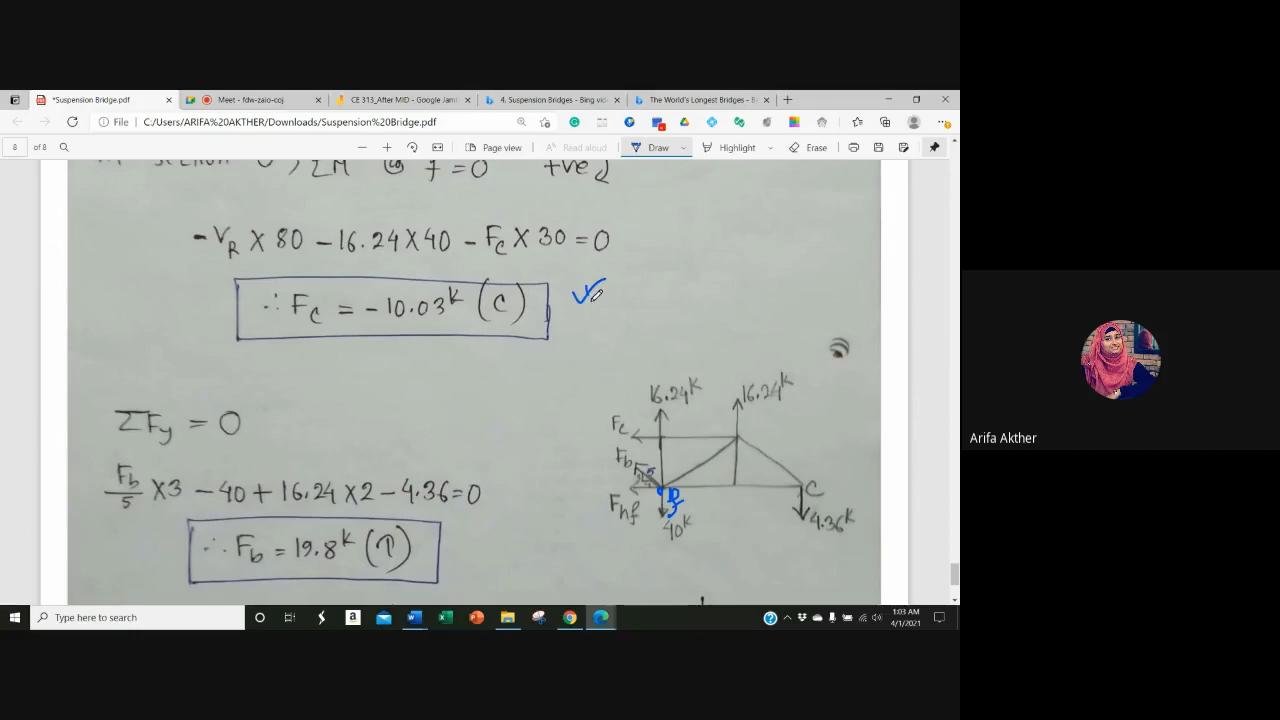 *Suspension Bridge.pdf
Meet - fdw-zaio-coj
CE 313_After MID - Google Jam
4. Suspension Bridges - Bing vid
The World's Longest Bridges - B
File
C:/Users/ARIFA%20AKTHER/Downloads/Suspension%20Bridge.pdf
8 of 8
Page view
Read aloud
Draw
Highlight
Erase
ΣM @ f = 0 +ve
-V_R × 80 - 16.24 × 40 - F_c × 30 = 0
∴ F_c = -10.03^k (C)
16.24^k
16.24^k
ΣFy = 0
F_c
F_b
F_b/5 × 3 - 40 + 16.24 × 2 - 4.36 = 0
C
F_hf
f
40^k
4.36^k
∴ F_b = 19.8^k (T)
Arifa Akther
Type here to search
1:03 AM
4/1/2021